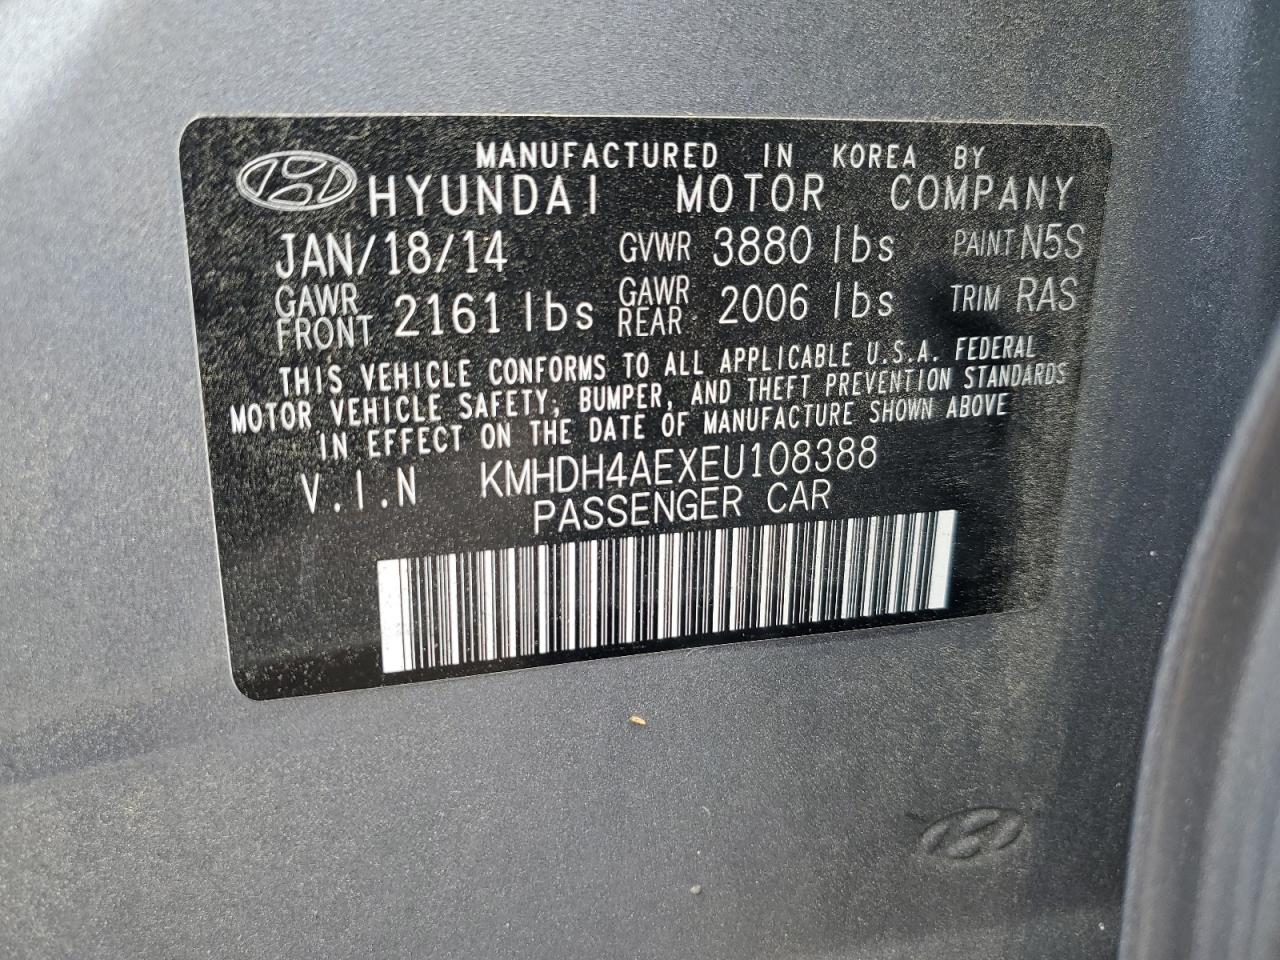 MANUFACTURED IN KOREA BY
HYUNDAI MOTOR COMPANY
JAN/18/14 GVWR 3880 lbs PAINT N5S
GAWR FRONT 2161 lbs GAWR REAR 2006 lbs TRIM RAS
THIS VEHICLE CONFORMS TO ALL APPLICABLE U.S.A. FEDERAL
MOTOR VEHICLE SAFETY, BUMPER, AND THEFT PREVENTION STANDARDS
IN EFFECT ON THE DATE OF MANUFACTURE SHOWN ABOVE
V.I.N KMHDH4AEXEU108388
PASSENGER CAR